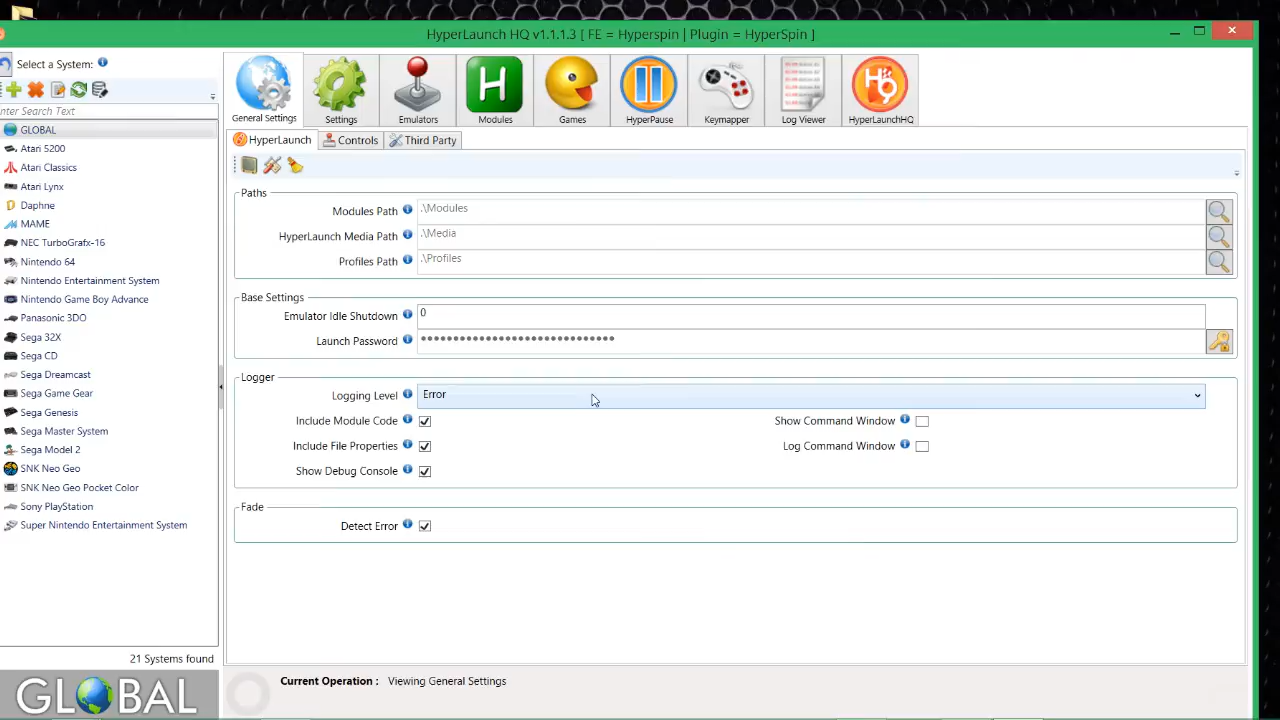 HyperLaunch HQ v1.1.1.3 [ FE = Hyperspin | Plugin = HyperSpin ]
Select a System:
nter Search Text
GLOBAL
Atari 5200
Atari Classics
Atari Lynx
Daphne
MAME
NEC TurboGrafx-16
Nintendo 64
Nintendo Entertainment System
Nintendo Game Boy Advance
Panasonic 3DO
Sega 32X
Sega CD
Sega Dreamcast
Sega Game Gear
Sega Genesis
Sega Master System
Sega Model 2
SNK Neo Geo
SNK Neo Geo Pocket Color
Sony PlayStation
Super Nintendo Entertainment System
21 Systems found
GLOBAL
General Settings
Settings
Emulators
H
Modules
Games
HyperPause
Keymapper
Log Viewer
HQ
HyperLaunchHQ
HyperLaunch
Controls
Third Party
Paths
Modules Path .\Modules
HyperLaunch Media Path .\Media
Profiles Path .\Profiles
Base Settings
Emulator Idle Shutdown 0
Launch Password ••••••••••••••••••••••••••••••
Logger
Logging Level Error
Include Module Code Show Command Window
Include File Properties Log Command Window
Show Debug Console
Fade
Detect Error
Current Operation : Viewing General Settings